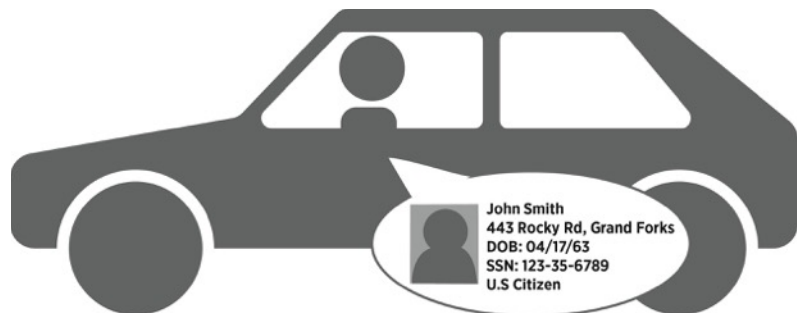 John Smith
443 Rocky Rd, Grand Forks
DOB: 04/17/63
SSN: 123-35-6789
U.S Citizen